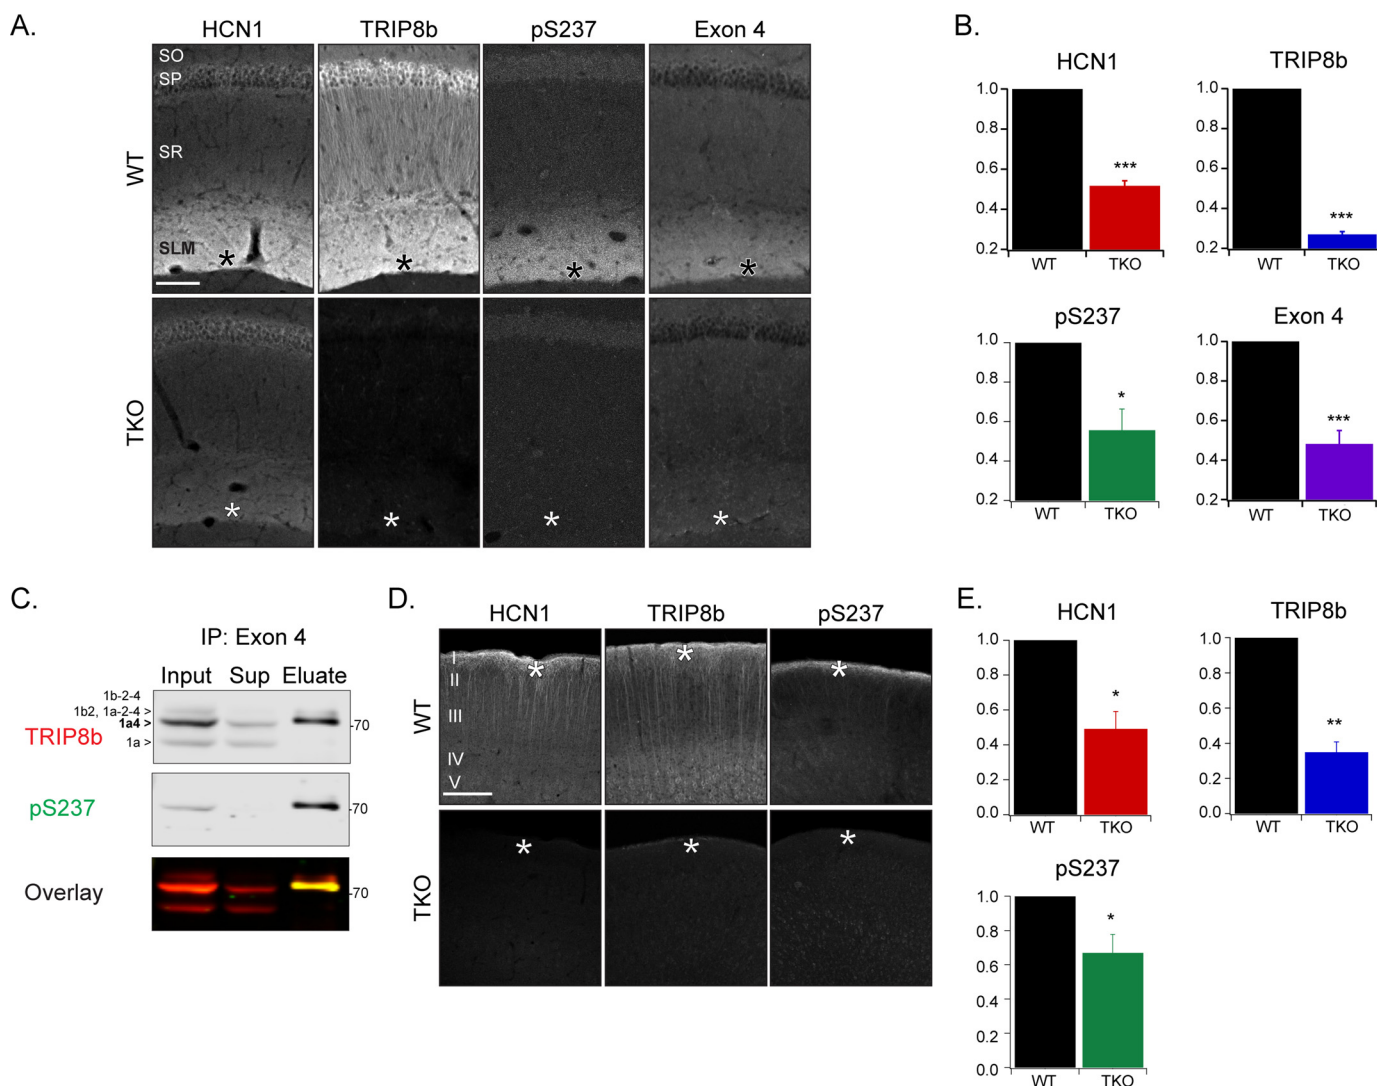 A.
HCN1 TRIP8b pS237 Exon 4
WT
SO
SP
SR
SLM
* * * *
TKO
* * * *
B.
HCN1
1.0
0.8
0.6
0.4
0.2
***
WT TKO
TRIP8b
1.0
0.8
0.6
0.4
0.2
***
WT TKO
pS237
1.0
0.8
0.6
0.4
0.2
*
WT TKO
Exon 4
1.0
0.8
0.6
0.4
0.2
***
WT TKO
C.
IP: Exon 4
Input Sup Eluate
1b-2-4
1b2, 1a-2-4 >
1a4 >
1a >
TRIP8b
-70
pS237
-70
Overlay
-70
D.
HCN1 TRIP8b pS237
WT
I
II
III
IV
V
* * *
TKO
* * *
E.
HCN1
1.0
0.8
0.6
0.4
0.2
0.0
*
WT TKO
TRIP8b
1.0
0.8
0.6
0.4
0.2
0.0
**
WT TKO
pS237
1.0
0.8
0.6
0.4
0.2
0.0
*
WT TKO